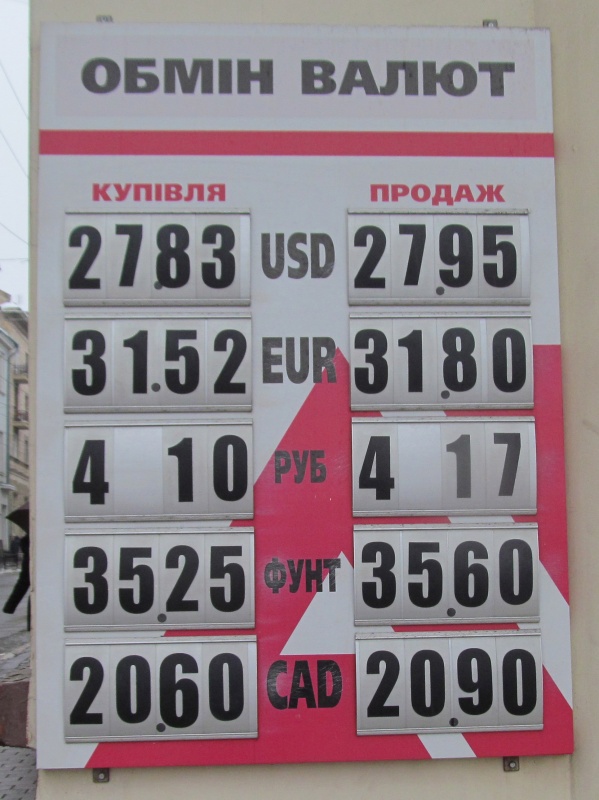 ОБМІН ВАЛЮТ
КУПІВЛЯ ПРОДАЖ
27.83 USD 27.95
31.52 EUR 31.80
4 10 РУБ 4 17
35.25 ФУНТ 35.60
20.60 CAD 20.90